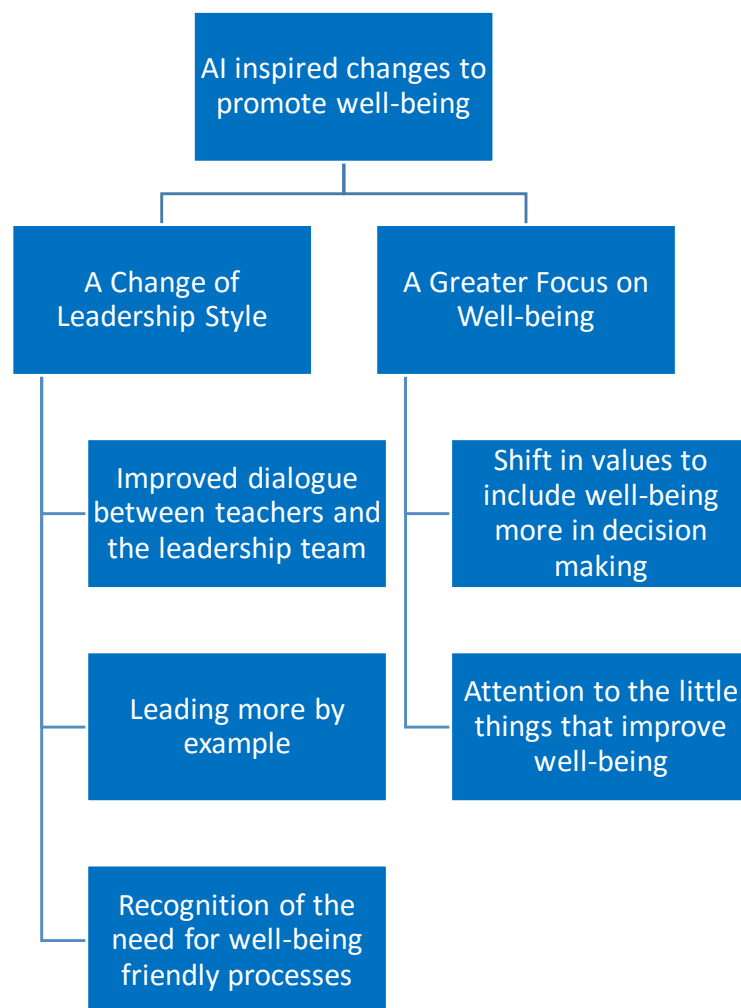 AI inspired changes to
promote well-being
A Change of
Leadership Style
Improved dialogue
between teachers and
the leadership team
Leading more by
example
Recognition of the
need for well-being
friendly processes
A Greater Focus on
Well-being
Shift in values to
include well-being
more in decision
making
Attention to the little
things that improve
well-being